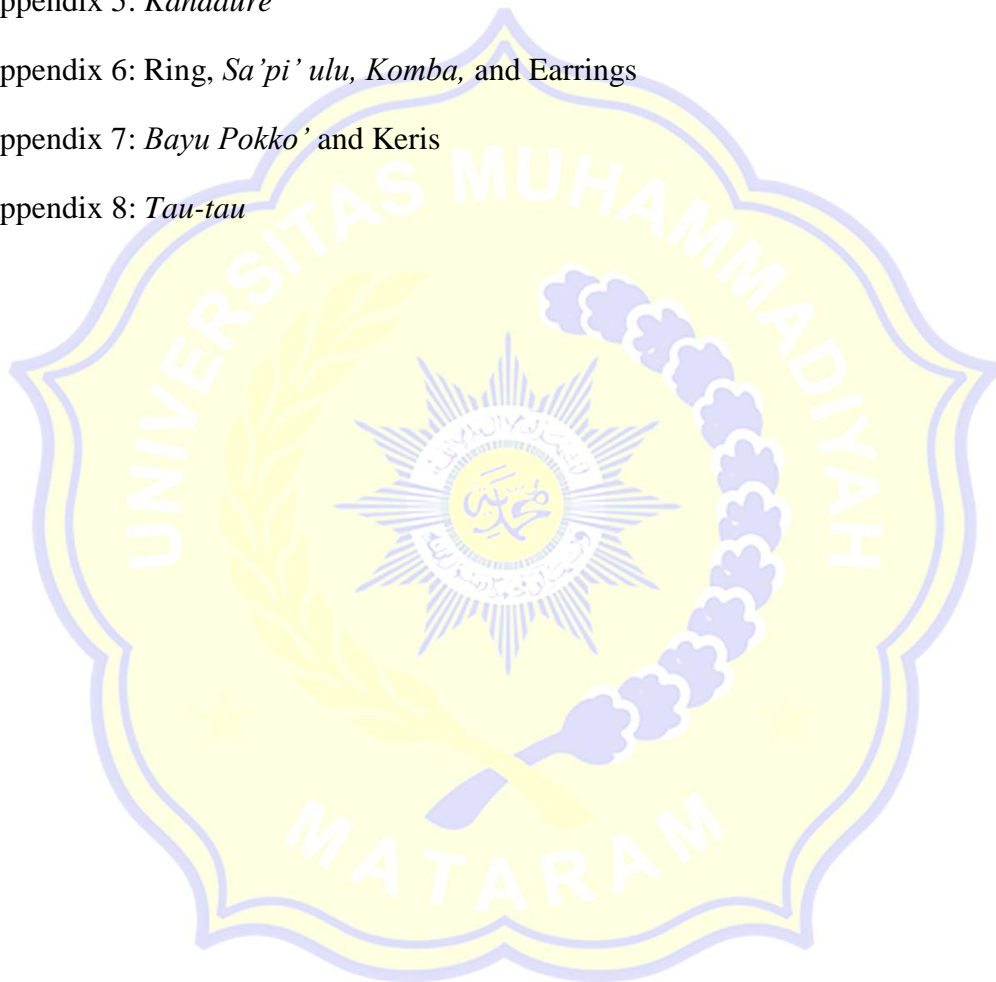 ppendix 5: Kandaure
ppendix 6: Ring, Sa’pi’ ulu, Komba, and Earrings
ppendix 7: Bayu Pokko’ and Keris
ppendix 8: Tau-tau
UNIVERSITAS MUHAMMADIYAH
MATARAM